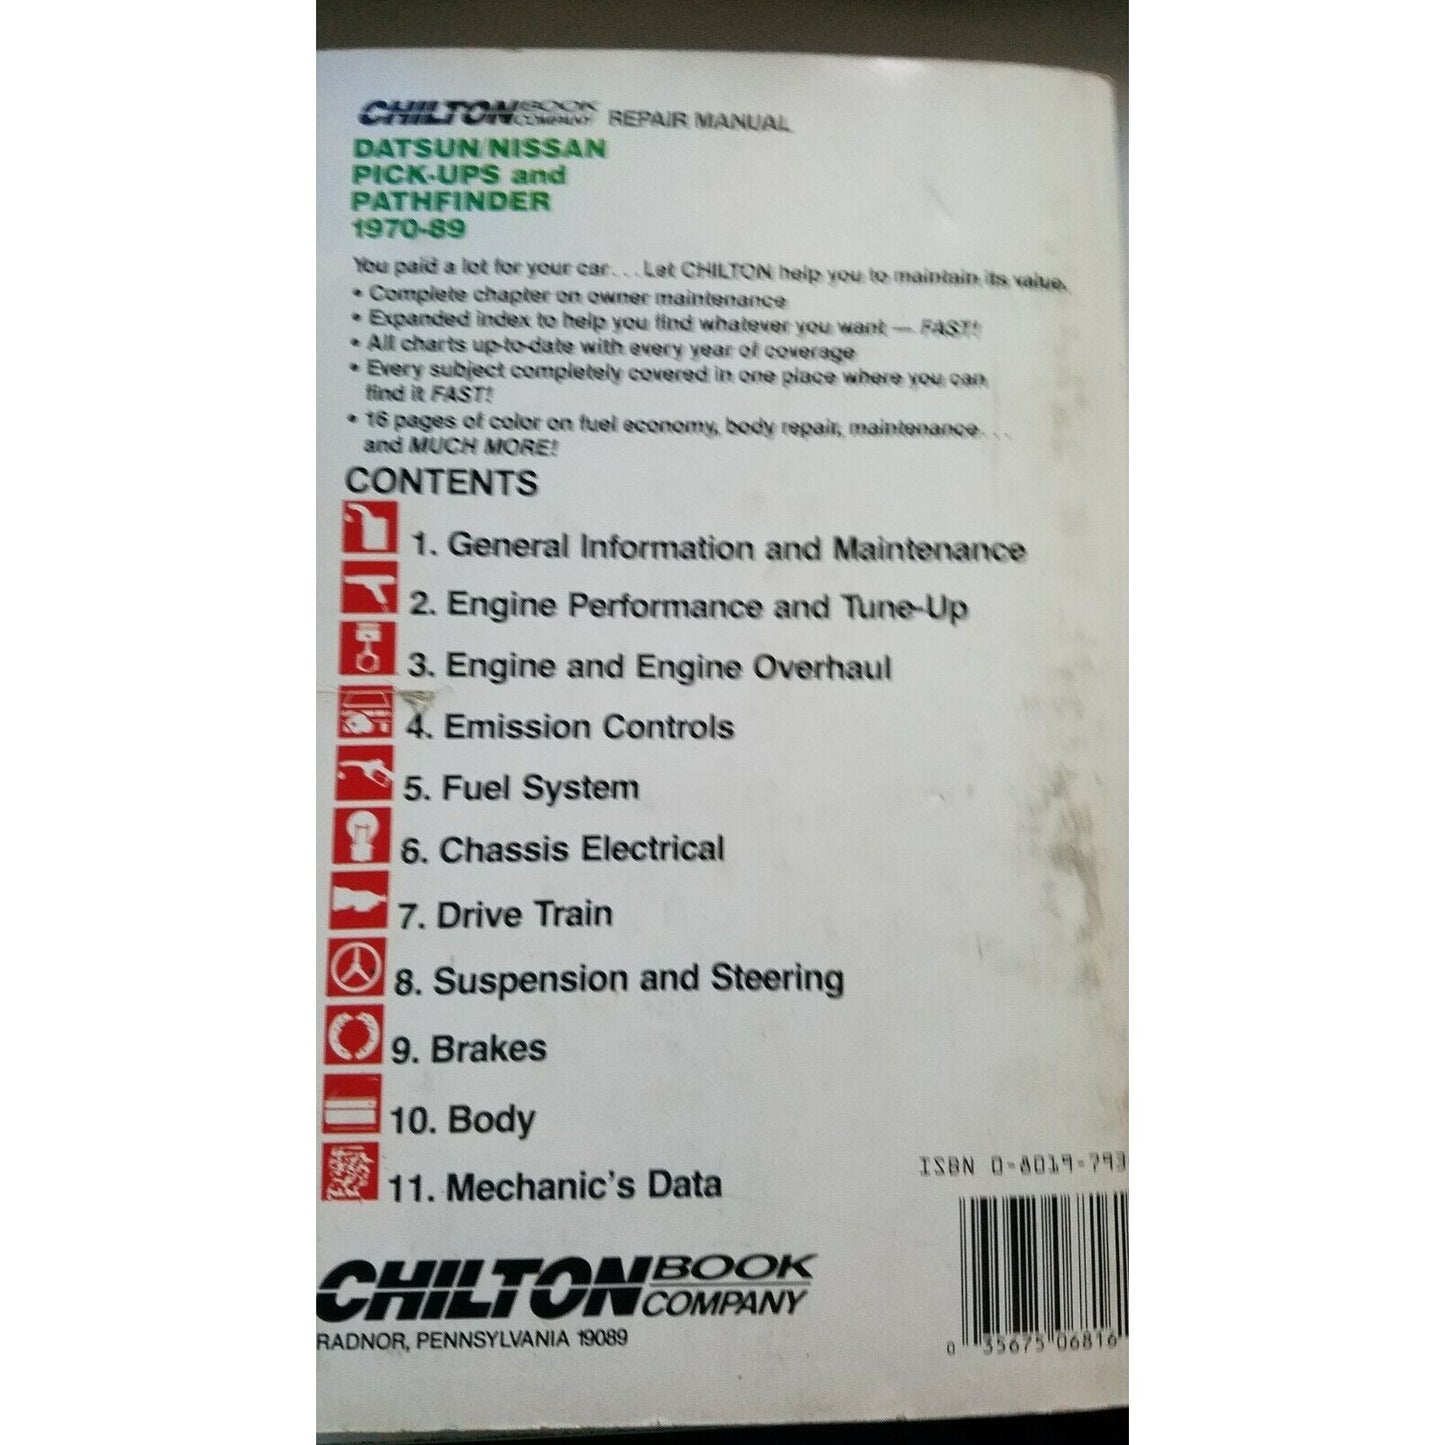 CHILTON BOOK COMPANY REPAIR MANUAL
DATSUN/NISSAN
PICK-UPS and
PATHFINDER
1970-89
You paid a lot for your car...Let CHILTON help you to maintain its value.
• Complete chapter on owner maintenance
• Expanded index to help you find whatever you want — FAST!
• All charts up-to-date with every year of coverage
• Every subject completely covered in one place where you can
find it FAST!
• 16 pages of color on fuel economy, body repair, maintenance...
and MUCH MORE!
CONTENTS
1. General Information and Maintenance
2. Engine Performance and Tune-Up
3. Engine and Engine Overhaul
4. Emission Controls
5. Fuel System
6. Chassis Electrical
7. Drive Train
8. Suspension and Steering
9. Brakes
10. Body
11. Mechanic's Data
ISBN 0-8019-793
CHILTON BOOK COMPANY
RADNOR, PENNSYLVANIA 19089
0 35675 06816